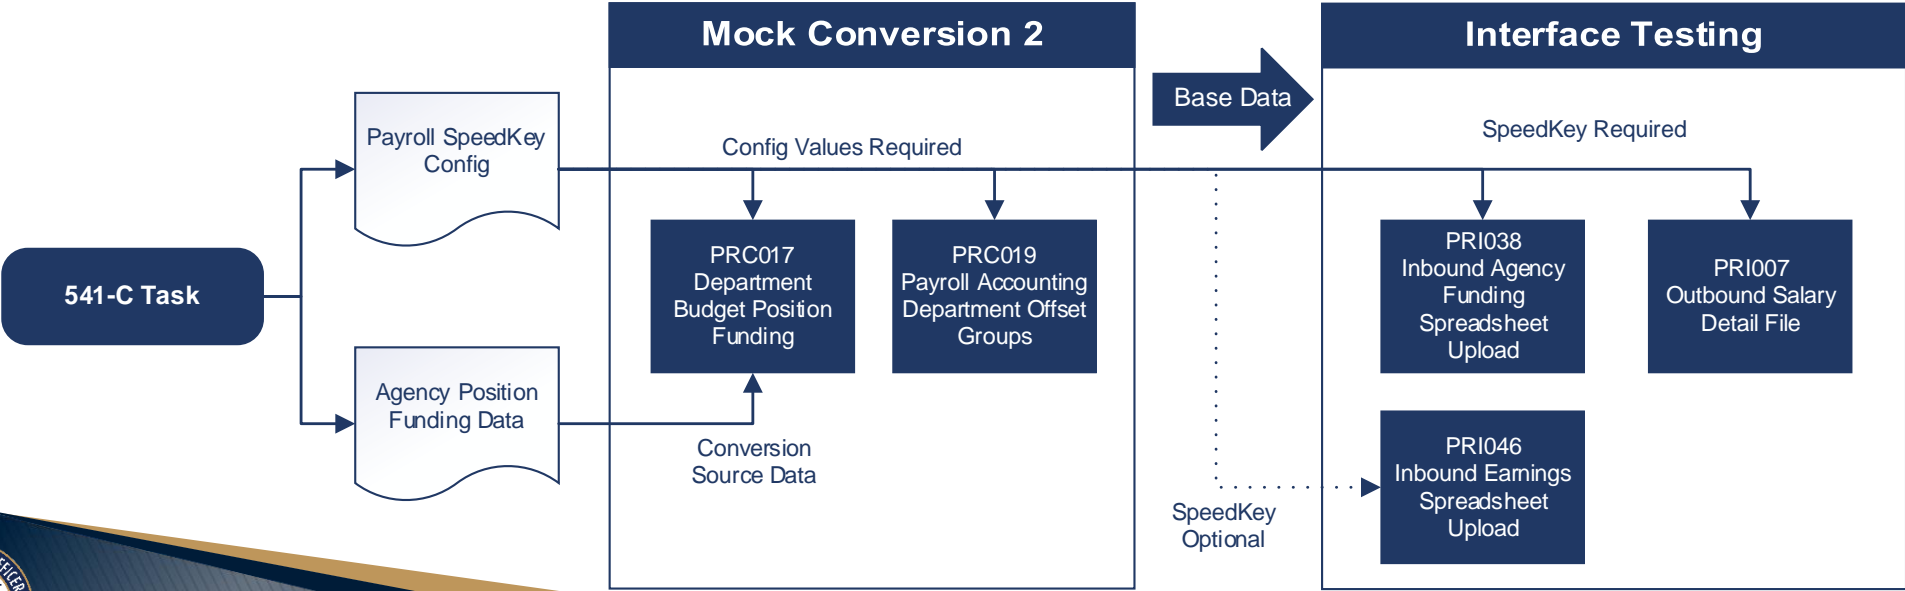 Mock Conversion 2
Interface Testing
Base Data
Payroll SpeedKey
Config
Config Values Required
SpeedKey Required
541-C Task
PRC017
Department
Budget Position
Funding
PRC019
Payroll Accounting
Department Offset
Groups
PRI038
Inbound Agency
Funding
Spreadsheet
Upload
PRI007
Outbound Salary
Detail File
Agency Position
Funding Data
Conversion
Source Data
SpeedKey
Optional
PRI046
Inbound Earnings
Spreadsheet
Upload